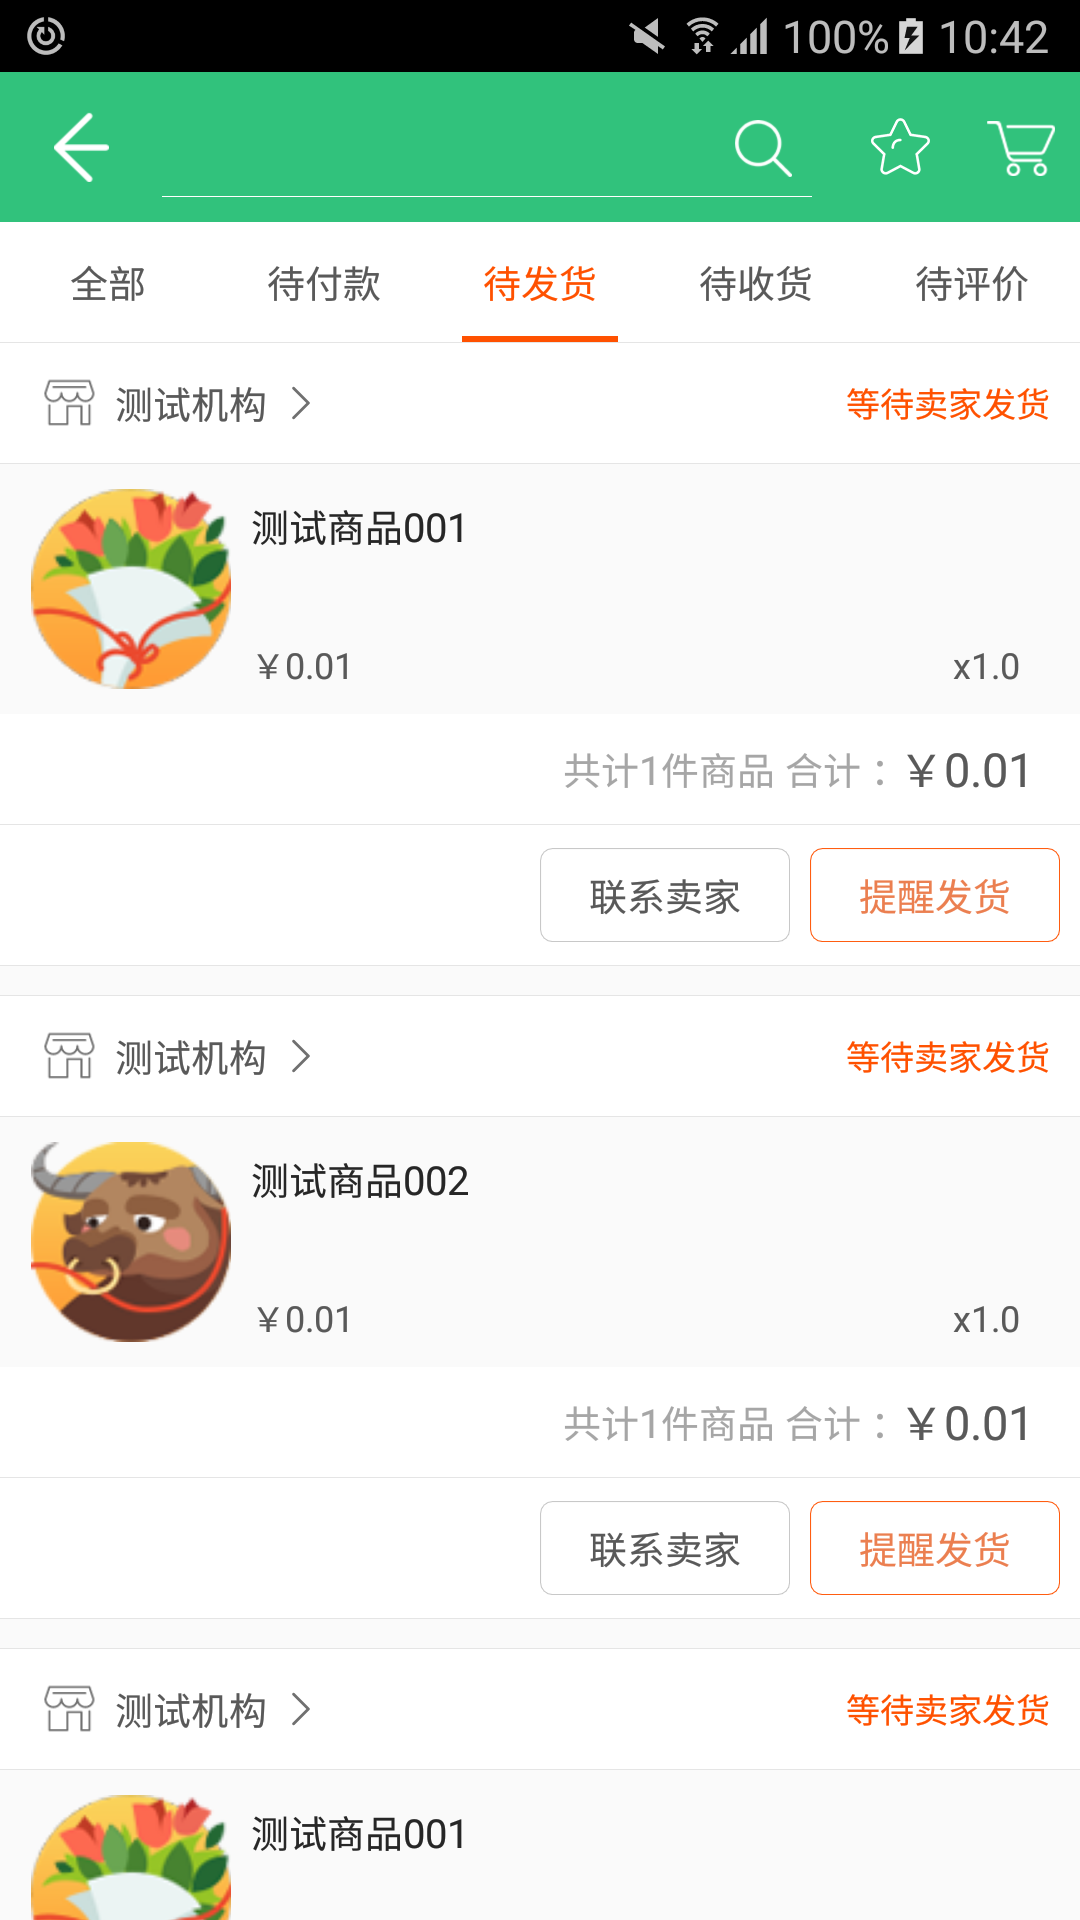 100% 10:42
全部 待付款 待发货 待收货 待评价
测试机构 等待卖家发货
测试商品001
￥0.01 x1.0
共计1件商品 合计：￥0.01
联系卖家 提醒发货
测试机构 等待卖家发货
测试商品002
￥0.01 x1.0
共计1件商品 合计：￥0.01
联系卖家 提醒发货
测试机构 等待卖家发货
测试商品001